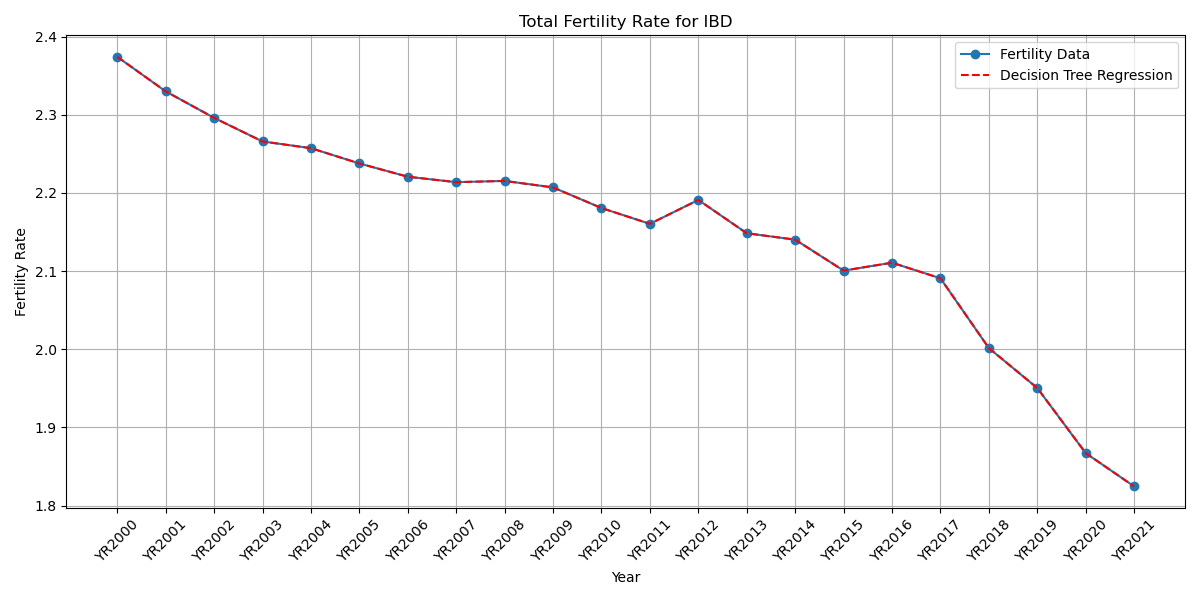 Total Fertility Rate for IBD
Fertility Data
Decision Tree Regression
Fertility Rate
2.4
2.3
2.2
2.1
2.0
1.9
1.8
YR2000
YR2001
YR2002
YR2003
YR2004
YR2005
YR2006
YR2007
YR2008
YR2009
YR2010
YR2011
YR2012
YR2013
YR2014
YR2015
YR2016
YR2017
YR2018
YR2019
YR2020
YR2021
Year